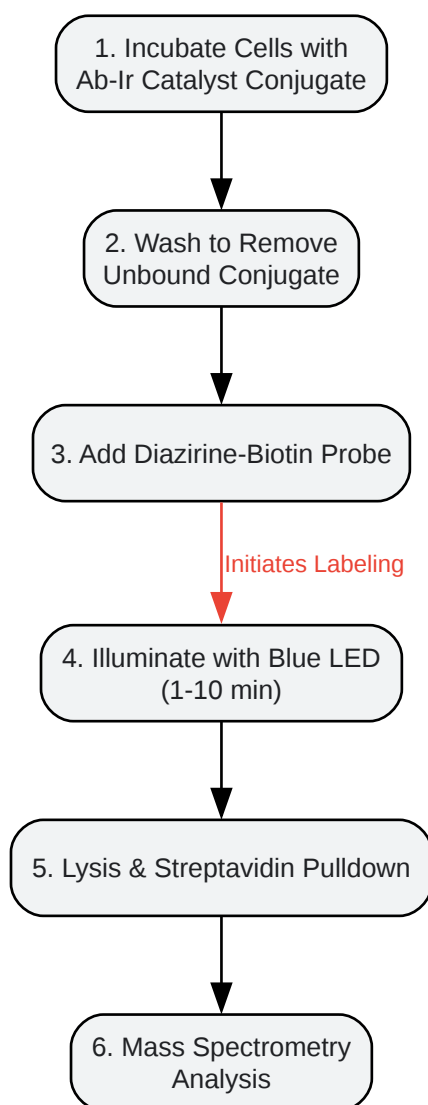 1. Incubate Cells with
Ab-Ir Catalyst Conjugate
2. Wash to Remove
Unbound Conjugate
3. Add Diazirine-Biotin Probe
Initiates Labeling
4. Illuminate with Blue LED
(1-10 min)
5. Lysis & Streptavidin Pulldown
6. Mass Spectrometry
Analysis